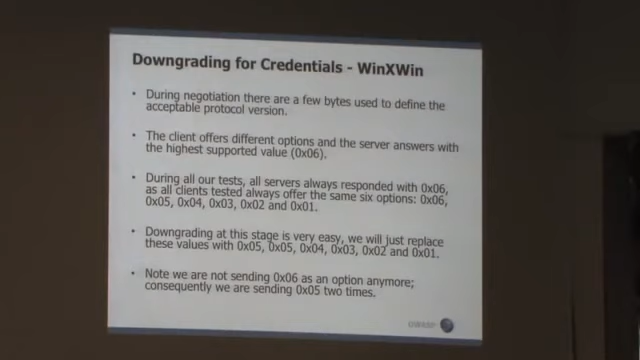 Downgrading for Credentials - WinXWin
• During negotiation there are a few bytes used to define the
acceptable protocol version.
• The client offers different options and the server answers with
the highest supported value (0x06).
• During all our tests, all servers always responded with 0x06,
as all clients tested always offer the same six options: 0x06,
0x05, 0x04, 0x03, 0x02 and 0x01.
• Downgrading at this stage is very easy, we will just replace
these values with 0x05, 0x05, 0x04, 0x03, 0x02 and 0x01.
• Note we are not sending 0x06 as an option anymore;
consequently we are sending 0x05 two times.